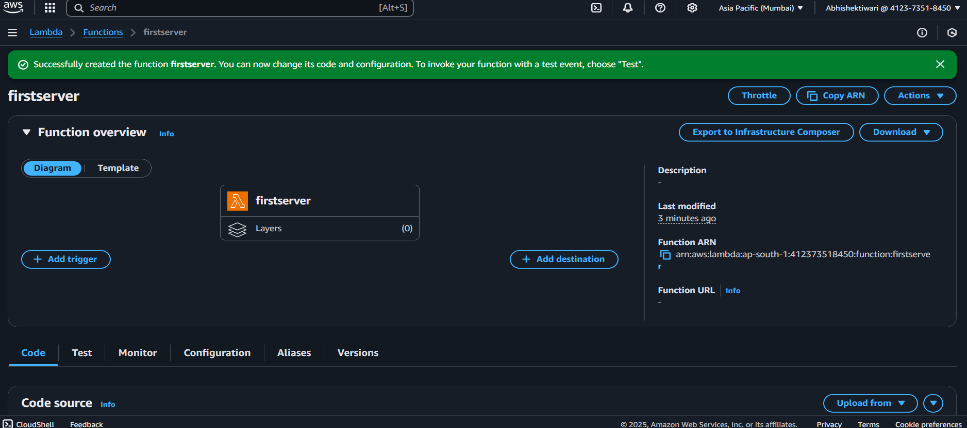 aws Search [Alt+S] Asia Pacific (Mumbai) ▼ Abhishektiwari @ 4123-7351-8450 ▼
Lambda > Functions > firstserver
Successfully created the function firstserver. You can now change its code and configuration. To invoke your function with a test event, choose "Test".
firstserver Throttle Copy ARN Actions ▼
▼ Function overview Info Export to Infrastructure Composer Download ▼
Diagram Template
firstserver
Layers (0)
+ Add trigger + Add destination
Description
-
Last modified
3 minutes ago
Function ARN
arn:aws:lambda:ap-south-1:412373518450:function:firstserve
r
Function URL Info
-
Code Test Monitor Configuration Aliases Versions
Code source Info Upload from ▼
CloudShell Feedback © 2025, Amazon Web Services, Inc. or its affiliates. Privacy Terms Cookie preferences